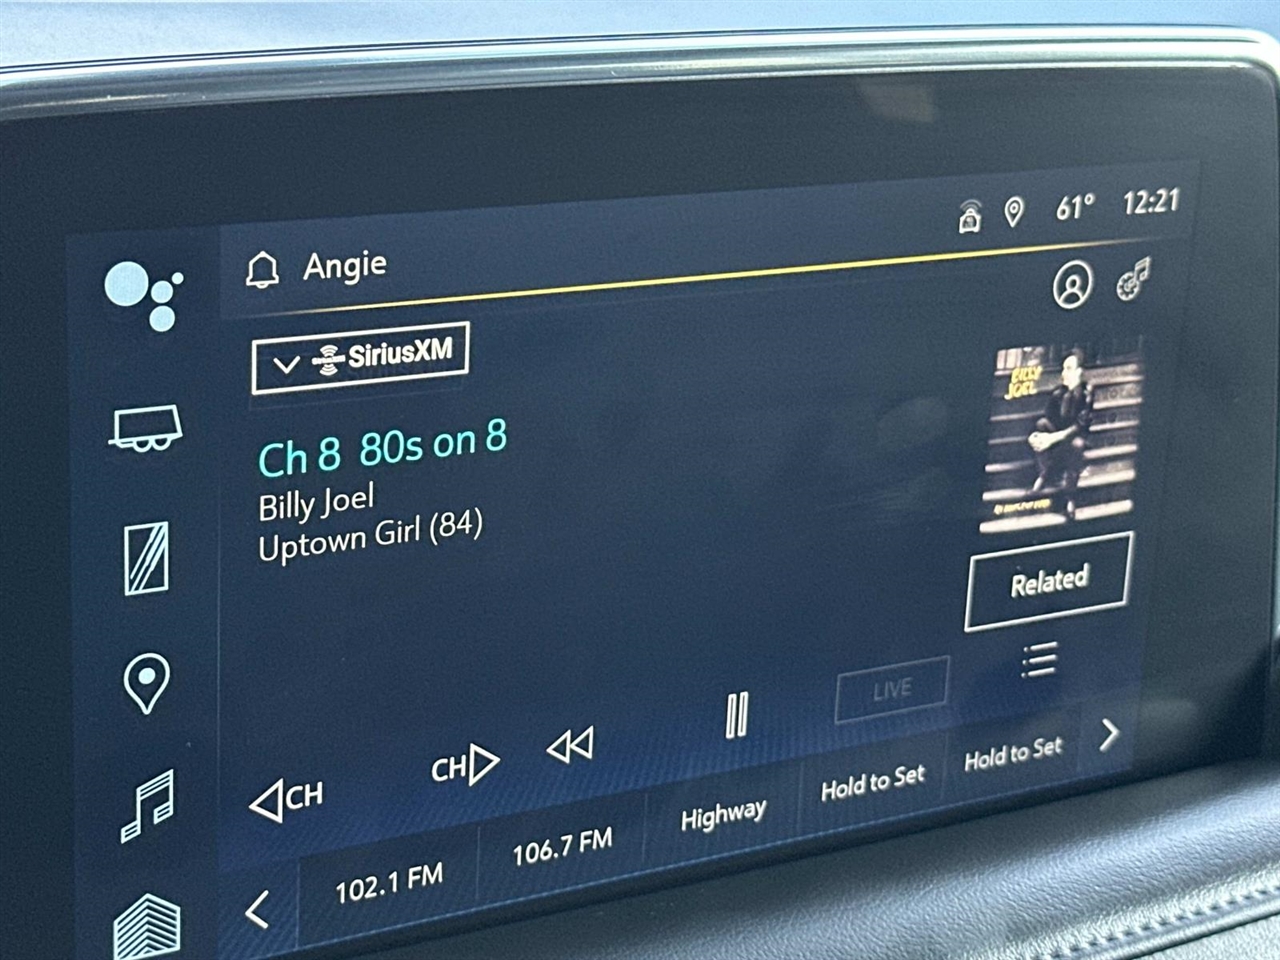 61° 12:21
Angie
SiriusXM
BILLY
JOEL
Ch 8 80s on 8
Billy Joel
Uptown Girl (84)
Related
LIVE
CH
CH
Hold to Set
Hold to Set
Highway
106.7 FM
102.1 FM